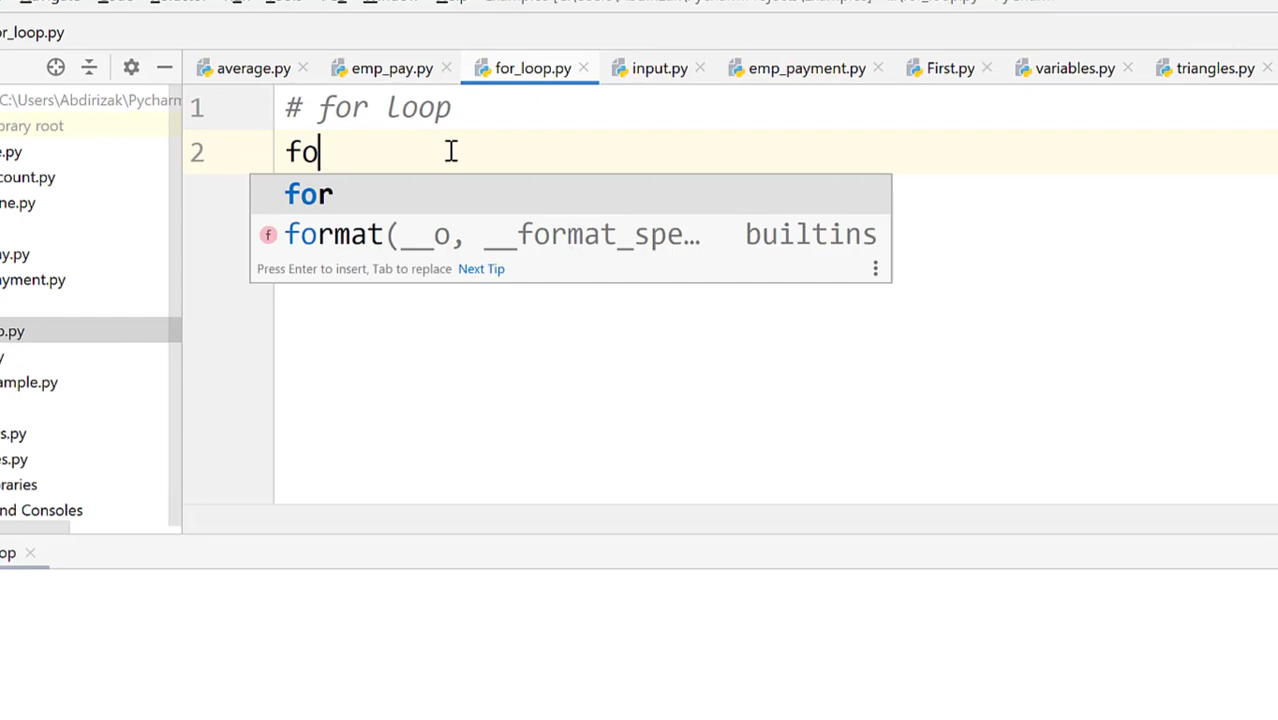 or_loop.py
average.py
emp_pay.py
for_loop.py
input.py
emp_payment.py
First.py
variables.py
triangles.py
C:\Users\Abdirizak\Pycharm
brary root
e.py
count.py
ne.py
ay.py
ayment.py
p.py
y
ample.py
s.py
es.py
raries
nd Consoles
1 # for loop
2 fo
for
f format(__o, __format_spe… builtins
Press Enter to insert, Tab to replace Next Tip
op